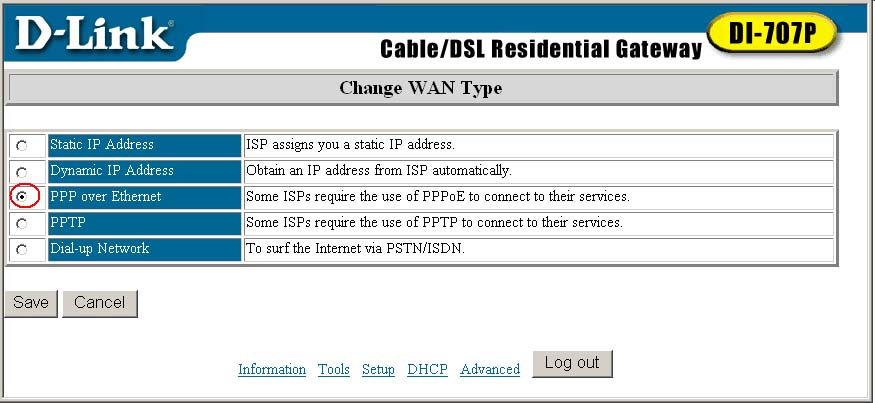 D-Link
Cable/DSL Residential Gateway DI-707P
Change WAN Type
Static IP Address ISP assigns you a static IP address.
Dynamic IP Address Obtain an IP address from ISP automatically.
PPP over Ethernet Some ISPs require the use of PPPoE to connect to their services.
PPTP Some ISPs require the use of PPTP to connect to their services.
Dial-up Network To surf the Internet via PSTN/ISDN.
Save Cancel
Information Tools Setup DHCP Advanced Log out